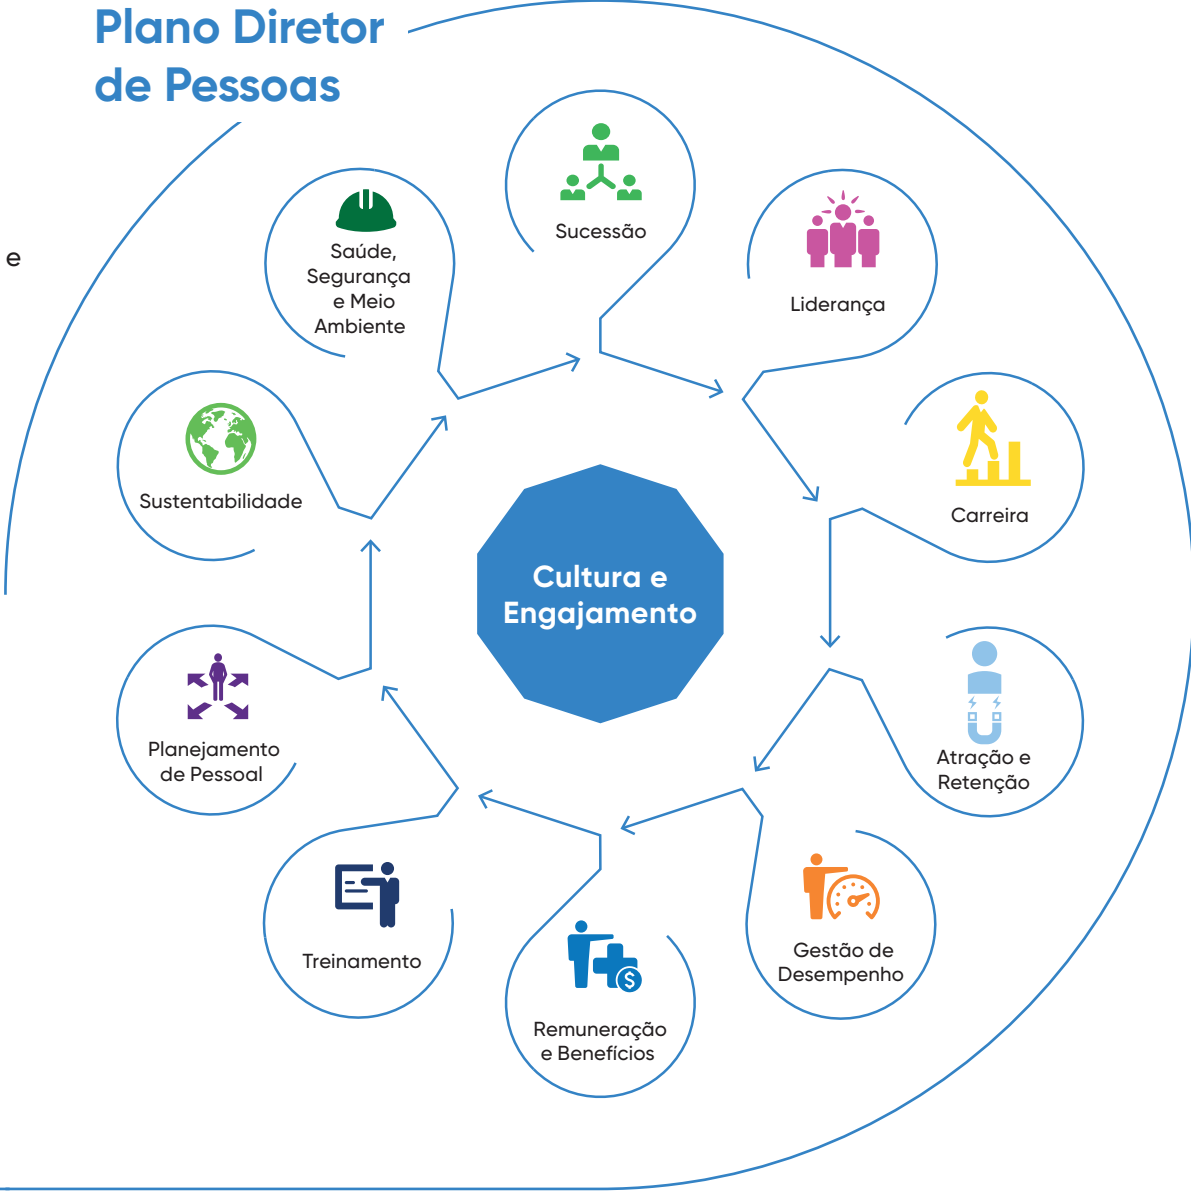 Plano Diretor
de Pessoas
e
Sucessão
Liderança
Carreira
Atração e
Retenção
Gestão de
Desempenho
Remuneração
e Benefícios
$
Treinamento
Planejamento
de Pessoal
Sustentabilidade
Saúde,
Segurança
e Meio
Ambiente
Cultura e
Engajamento